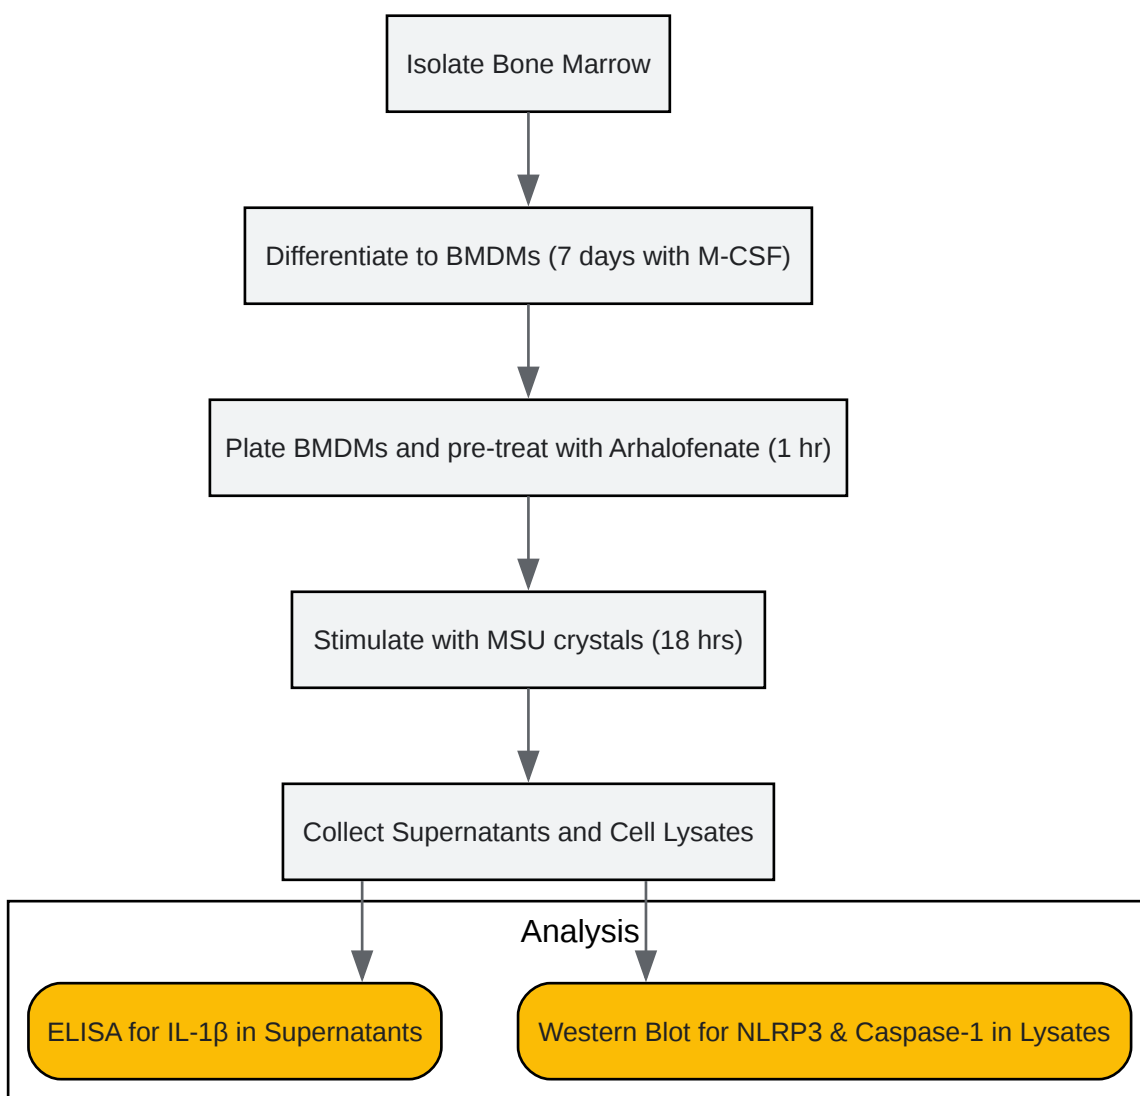 Isolate Bone Marrow
Differentiate to BMDMs (7 days with M-CSF)
Plate BMDMs and pre-treat with Arhalofenate (1 hr)
Stimulate with MSU crystals (18 hrs)
Collect Supernatants and Cell Lysates
Analysis
ELISA for IL-1β in Supernatants
Western Blot for NLRP3 & Caspase-1 in Lysates